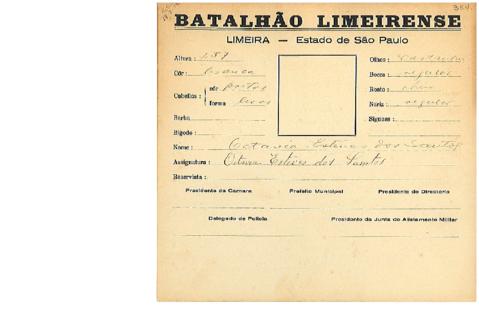 384.
BATALHÃO LIMEIRENSE
LIMEIRA — Estado de São Paulo
Altura: 1.57
Olhos: Castanhos
Côr: branca
Bocca: regular
Cabellos: côr pretos
Rosto:
forma lisos
Nariz: regular
Barba
Signaes:
Bigode:
Nome: Octavio Esteves dos Santos
Assignatura: Octavio Esteves dos Santos
Reservista:
Presidente da Camara Prefeito Municipal Presidente do Directorio
Delegado de Policia Presidente da Junta de Alistamento Militar